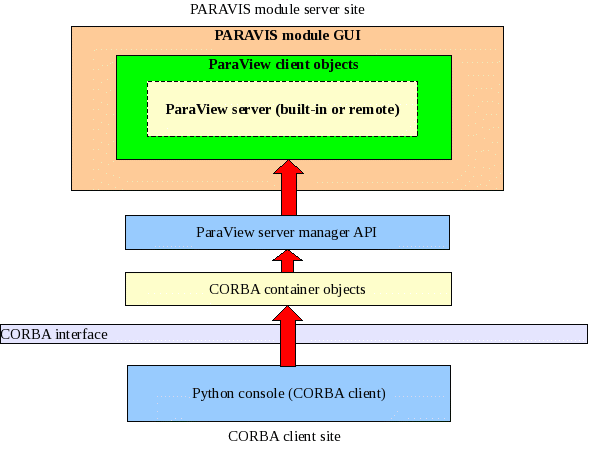 PARAVIS module server site
PARAVIS module GUI
ParaView client objects
ParaView server (built-in or remote)
ParaView server manager API
CORBA container objects
CORBA interface
Python console (CORBA client)
CORBA client site